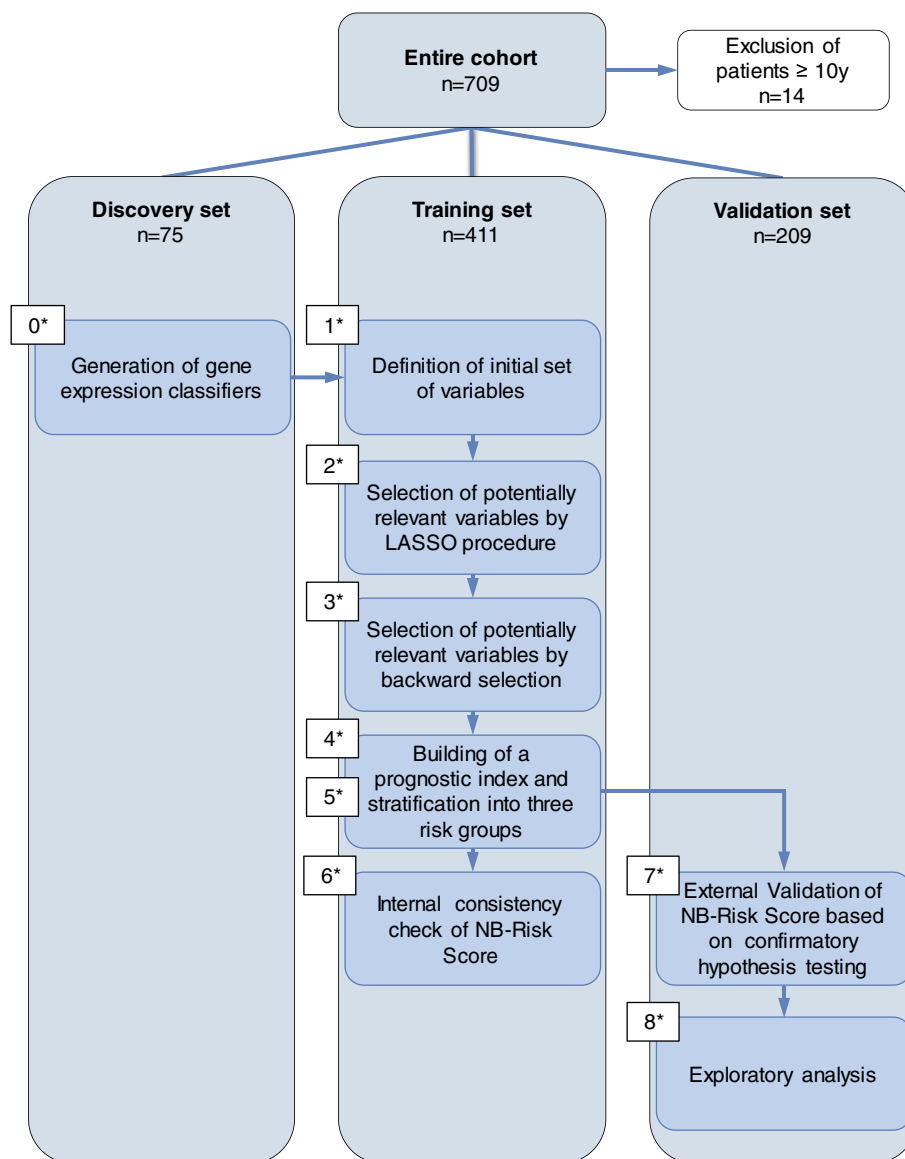 Entire cohort
n=709
Exclusion of
patients ≥ 10y
n=14
Discovery set
n=75
Training set
n=411
Validation set
n=209
0*
Generation of gene
expression classifiers
1*
Definition of initial set
of variables
2*
Selection of potentially
relevant variables by
LASSO procedure
3*
Selection of potentially
relevant variables by
backward selection
4*
5*
Building of a
prognostic index and
stratification into three
risk groups
6*
Internal consistency
check of NB-Risk
Score
7*
External Validation of
NB-Risk Score based
on confirmatory
hypothesis testing
8*
Exploratory analysis